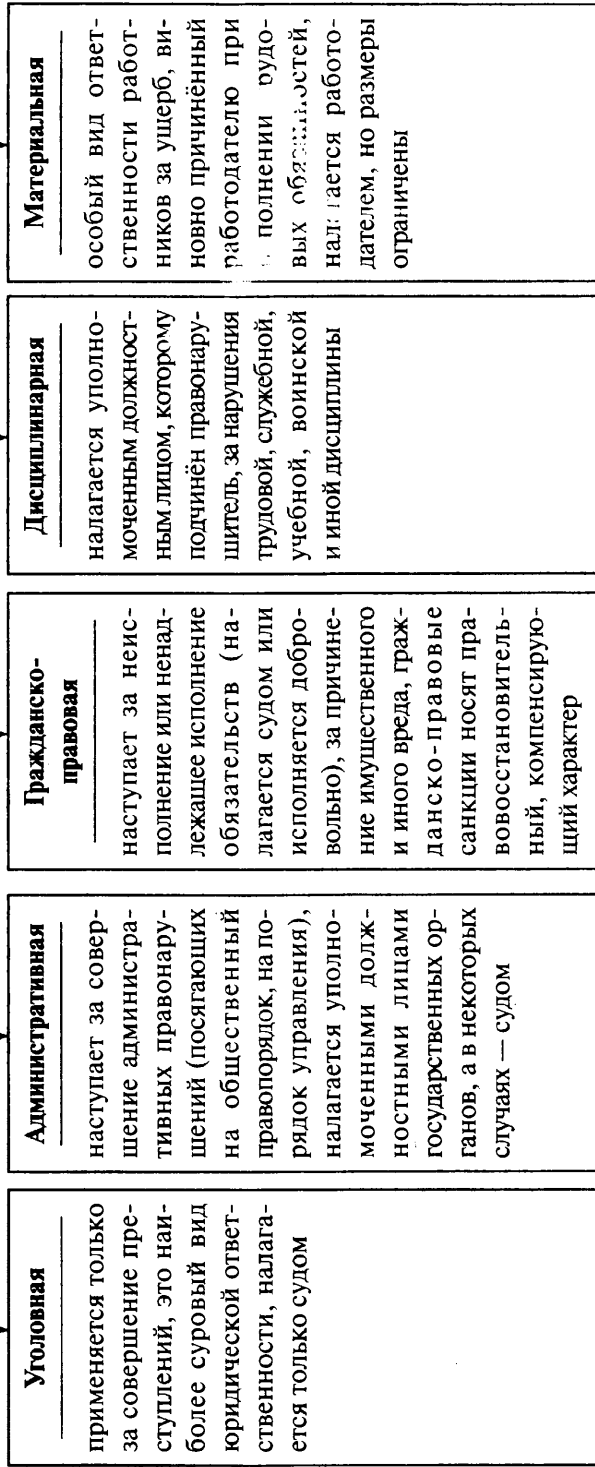 Уголовная
применяется только
за совершение пре-
ступлений, это наи-
более суровый вид
юридической ответ-
ственности, налага-
ется только судом
Административная
наступает за совер-
шение администра-
тивных правонару-
шений (посягающих
на общественный
правопорядок, на по-
рядок управления),
налагается уполно-
моченными долж-
ностными лицами
государственных ор-
ганов, а в некоторых
случаях — судом
Гражданско-
правовая
наступает за неис-
полнение или ненад-
лежащее исполнение
обязательств (на-
лагается судом или
исполняется добро-
вольно), за причине-
ние имущественного
и иного вреда, граж-
данско-правовые
санкции носят пра-
вовосстановитель-
ный, компенсирую-
щий характер
Дисциплинарная
налагается уполно-
моченным должност-
ным лицом, которому
подчинён правонару-
шитель, за нарушения
трудовой, служебной,
учебной, воинской
и иной дисциплины
Материальная
особый вид ответ-
ственности работ-
ников за ущерб, ви-
новно причинённый
работодателю при
полнении рудо-
вых обязанностей,
налагается работо-
дателем, но размеры
ограничены